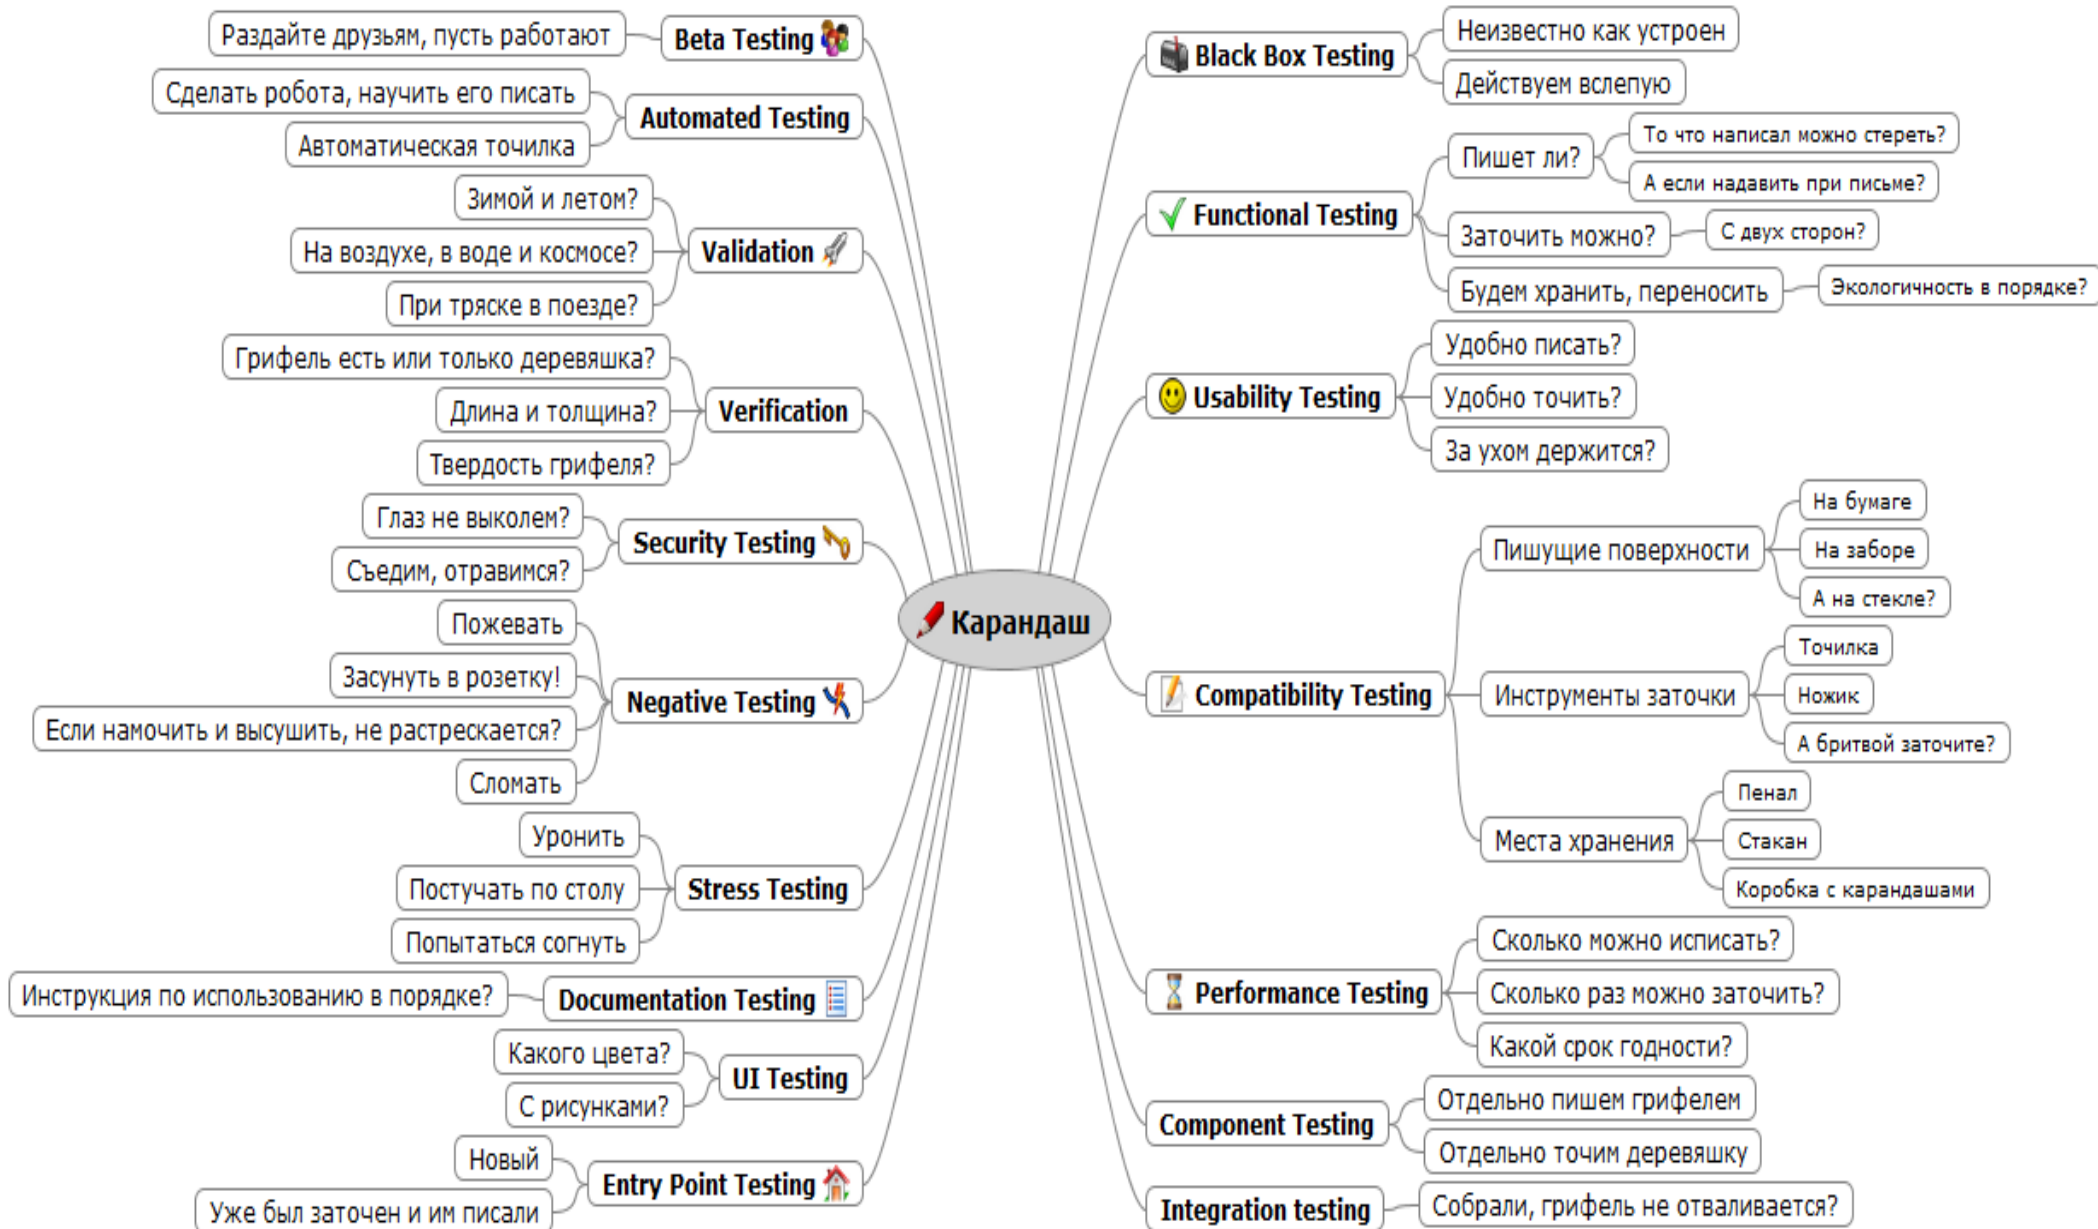 Раздайте друзьям, пусть работают
Beta Testing
Сделать робота, научить его писать
Автоматическая точилка
Automated Testing
Зимой и летом?
На воздухе, в воде и космосе?
При тряске в поезде?
Validation
Грифель есть или только деревяшка?
Длина и толщина?
Твердость грифеля?
Verification
Глаз не выколем?
Съедим, отравимся?
Security Testing
Пожевать
Засунуть в розетку!
Если намочить и высушить, не растрескается?
Сломать
Negative Testing
Уронить
Постучать по столу
Попытаться согнуть
Stress Testing
Инструкция по использованию в порядке?
Documentation Testing
Какого цвета?
С рисунками?
UI Testing
Новый
Уже был заточен и им писали
Entry Point Testing
Карандаш
Black Box Testing
Неизвестно как устроен
Действуем вслепую
Functional Testing
Пишет ли?
То что написал можно стереть?
А если надавить при письме?
Заточить можно?
С двух сторон?
Будем хранить, переносить
Экологичность в порядке?
Usability Testing
Удобно писать?
Удобно точить?
За ухом держится?
Compatibility Testing
Пишущие поверхности
На бумаге
На заборе
А на стекле?
Инструменты заточки
Точилка
Ножик
А бритвой заточите?
Места хранения
Пенал
Стакан
Коробка с карандашами
Performance Testing
Сколько можно исписать?
Сколько раз можно заточить?
Какой срок годности?
Component Testing
Отдельно пишем грифелем
Отдельно точим деревяшку
Integration testing
Собрали, грифель не отваливается?